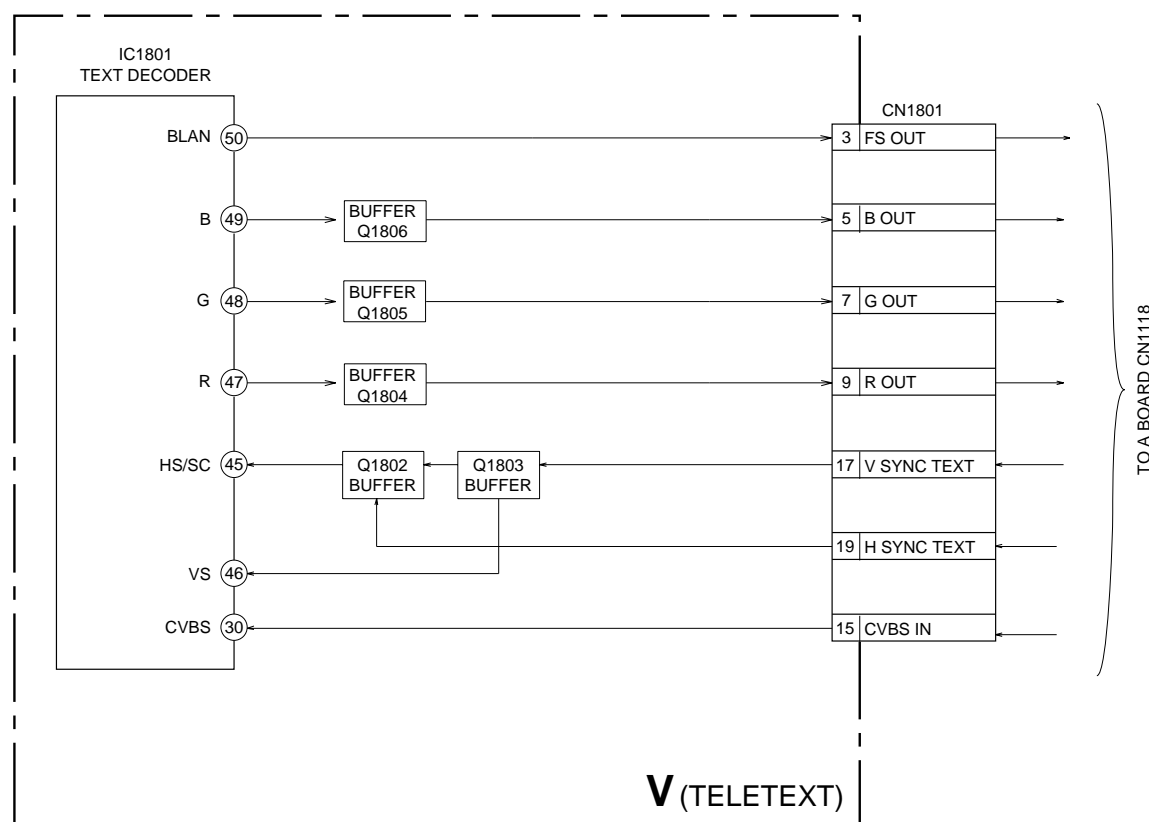 IC1801
TEXT DECODER
CN1801
BLAN 50
3 FS OUT
B 49
BUFFER
Q1806
5 B OUT
G 48
BUFFER
Q1805
7 G OUT
R 47
BUFFER
Q1804
9 R OUT
HS/SC 45
Q1802
BUFFER
Q1803
BUFFER
17 V SYNC TEXT
19 H SYNC TEXT
VS 46
CVBS 30
15 CVBS IN
TO A BOARD CN1118
V (TELETEXT)